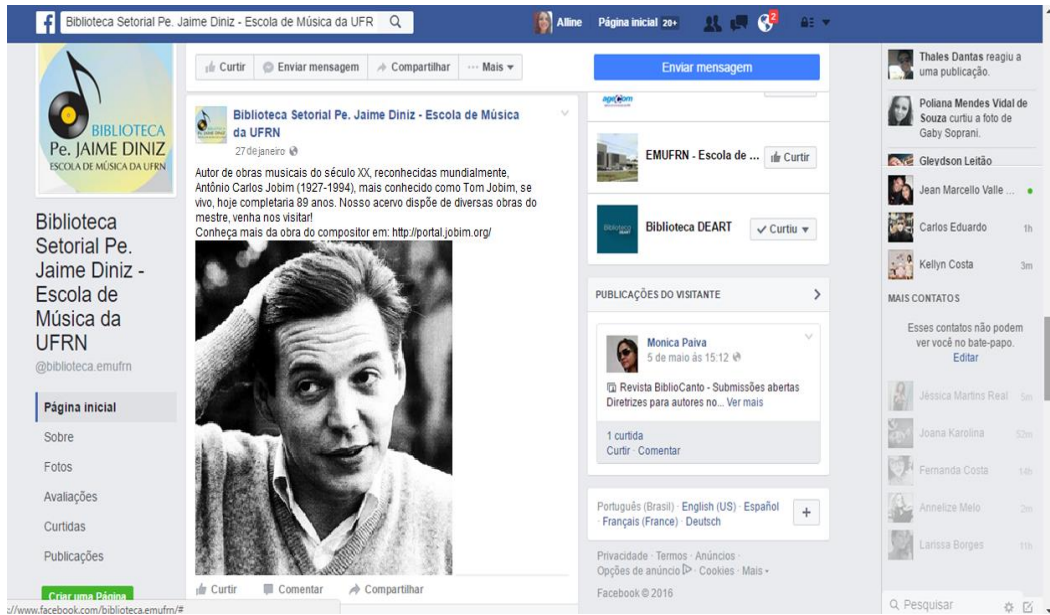 Biblioteca Setorial Pe. Jaime Diniz - Escola de Música da UFR
Alline
Página inicial 20+
2
BIBLIOTECA
Pe. JAIME DINIZ
ESCOLA DE MÚSICA DA UFRN
Biblioteca
Setorial Pe.
Jaime Diniz -
Escola de
Música da
UFRN
@biblioteca.emufrn
Página inicial
Sobre
Fotos
Avaliações
Curtidas
Publicações
Criar uma Página
s://www.facebook.com/biblioteca.emufrn/#
Curtir
Enviar mensagem
Compartilhar
Mais
Biblioteca Setorial Pe. Jaime Diniz - Escola de Música
da UFRN
27 de janeiro
Autor de obras musicais do século XX, reconhecidas mundialmente,
Antônio Carlos Jobim (1927-1994), mais conhecido como Tom Jobim, se
vivo, hoje completaria 89 anos. Nosso acervo dispõe de diversas obras do
mestre, venha nos visitar!
Conheça mais da obra do compositor em: http://portal.jobim.org/
Curtir
Comentar
Compartilhar
Enviar mensagem
agecom
EMUFRN - Escola de ...
Curtir
Biblioteca DEART
Curtiu
PUBLICAÇÕES DO VISITANTE
Monica Paiva
5 de maio às 15:12
Revista BiblioCanto - Submissões abertas
Diretrizes para autores no... Ver mais
1 curtida
Curtir · Comentar
Português (Brasil) · English (US) · Español
· Français (France) · Deutsch
Privacidade · Termos · Anúncios ·
Opções de anúncio · Cookies · Mais
Facebook © 2016
Thales Dantas reagiu a
uma publicação.
Poliana Mendes Vidal de
Souza curtiu a foto de
Gaby Soprani.
Gleydson Leitão
Jean Marcello Valle ...
Carlos Eduardo 1h
Kellyn Costa 3m
MAIS CONTATOS
Esses contatos não podem
ver você no bate-papo.
Editar
Jéssica Martins Real 5m
Joana Karolina 52m
Fernanda Costa 14h
Annelize Melo 2m
Larissa Borges 11h
Pesquisar